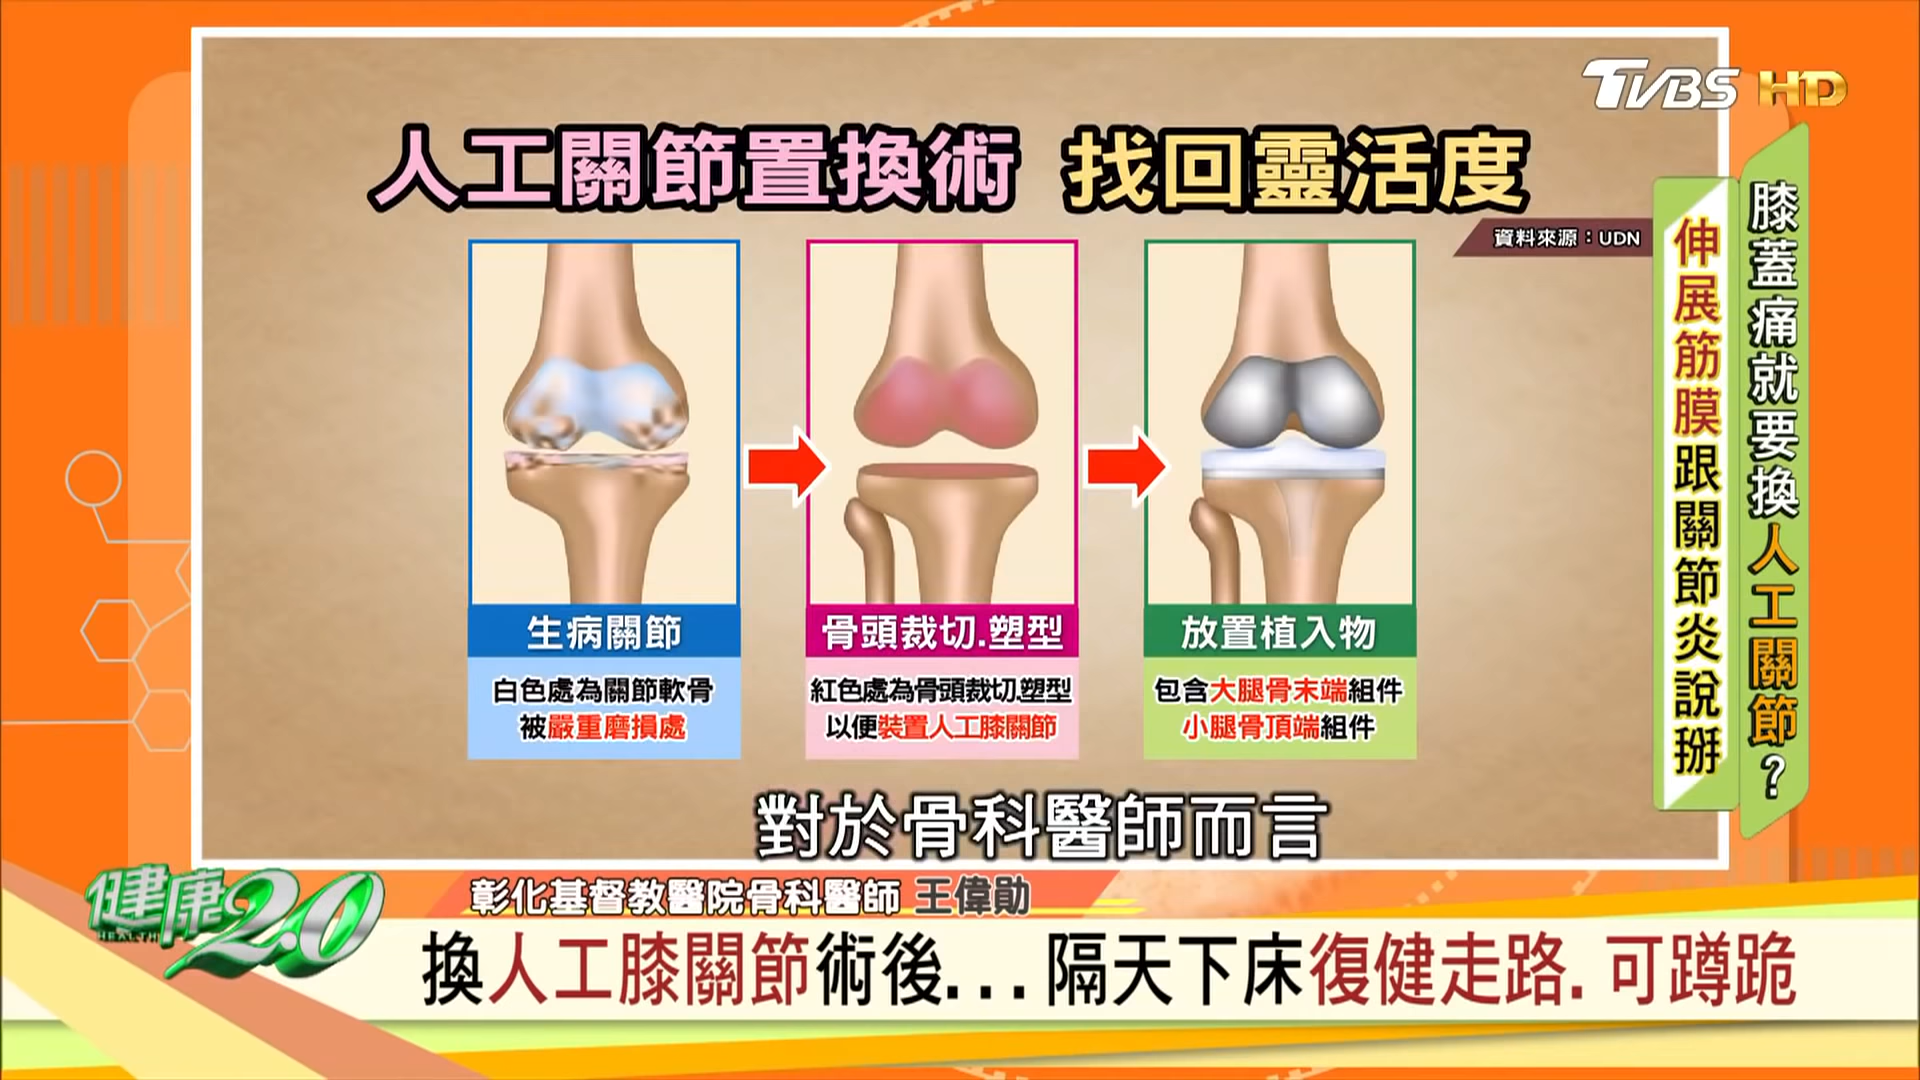 TVBS HD
人工關節置換術 找回靈活度
資料來源：UDN
膝蓋痛就要換人工關節？
伸展筋膜跟關節炎說掰
生病關節
白色處為關節軟骨
被嚴重磨損處
骨頭裁切.塑型
紅色處為骨頭裁切.塑型
以便裝置人工膝關節
放置植入物
包含大腿骨末端組件
小腿骨頂端組件
對於骨科醫師而言
健康2.0
HEALTH
彰化基督教醫院骨科醫師 王偉勛
換人工膝關節術後...隔天下床復健走路.可蹲跪